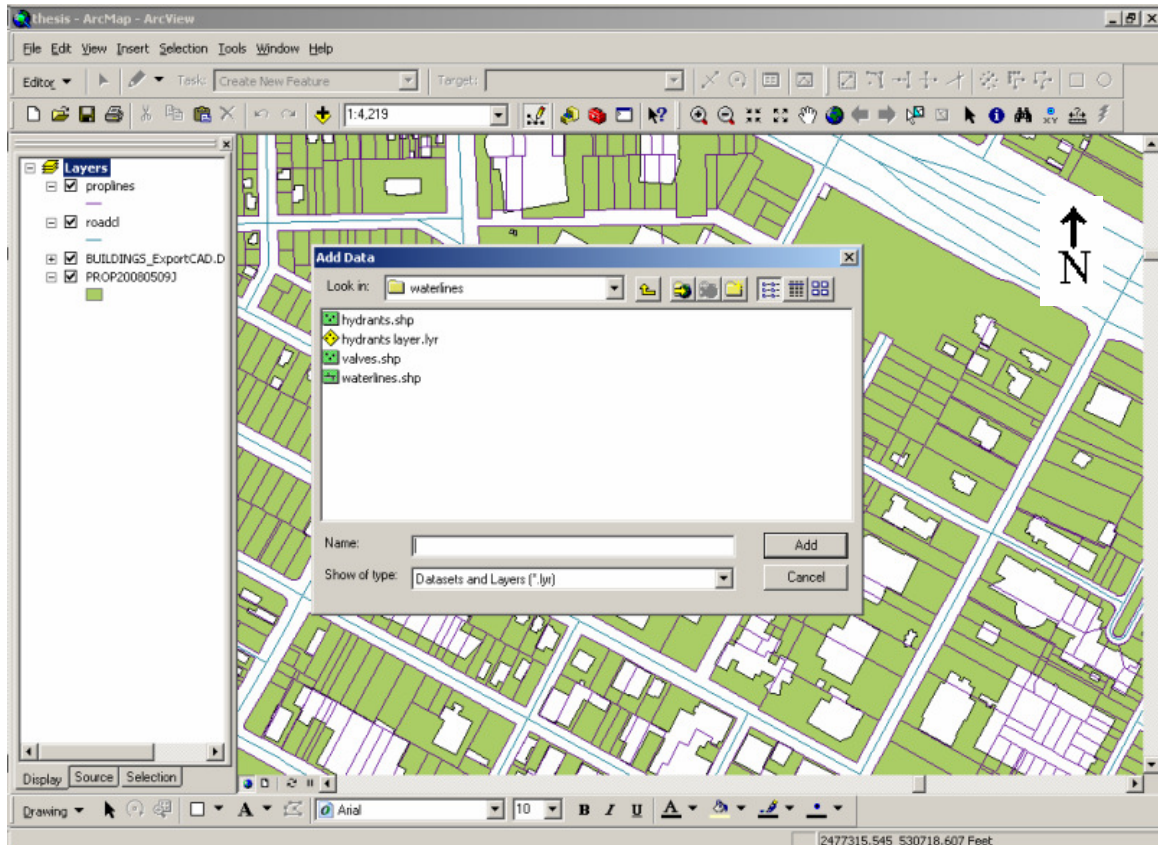 thesis - ArcMap - ArcView
File Edit View Insert Selection Tools Window Help
Editor Task: Create New Feature Target:
1:4,219
Layers
proplines
roadcl
BUILDINGS_ExportCAD.D
PROP20080509J
N
Add Data
Look in: waterlines
hydrants.shp
hydrants layer.lyr
valves.shp
waterlines.shp
Name: Add
Show of type: Datasets and Layers (*.lyr) Cancel
Display Source Selection
Drawing A Arial 10 B I U A
2477315.545 530718.607 Feet